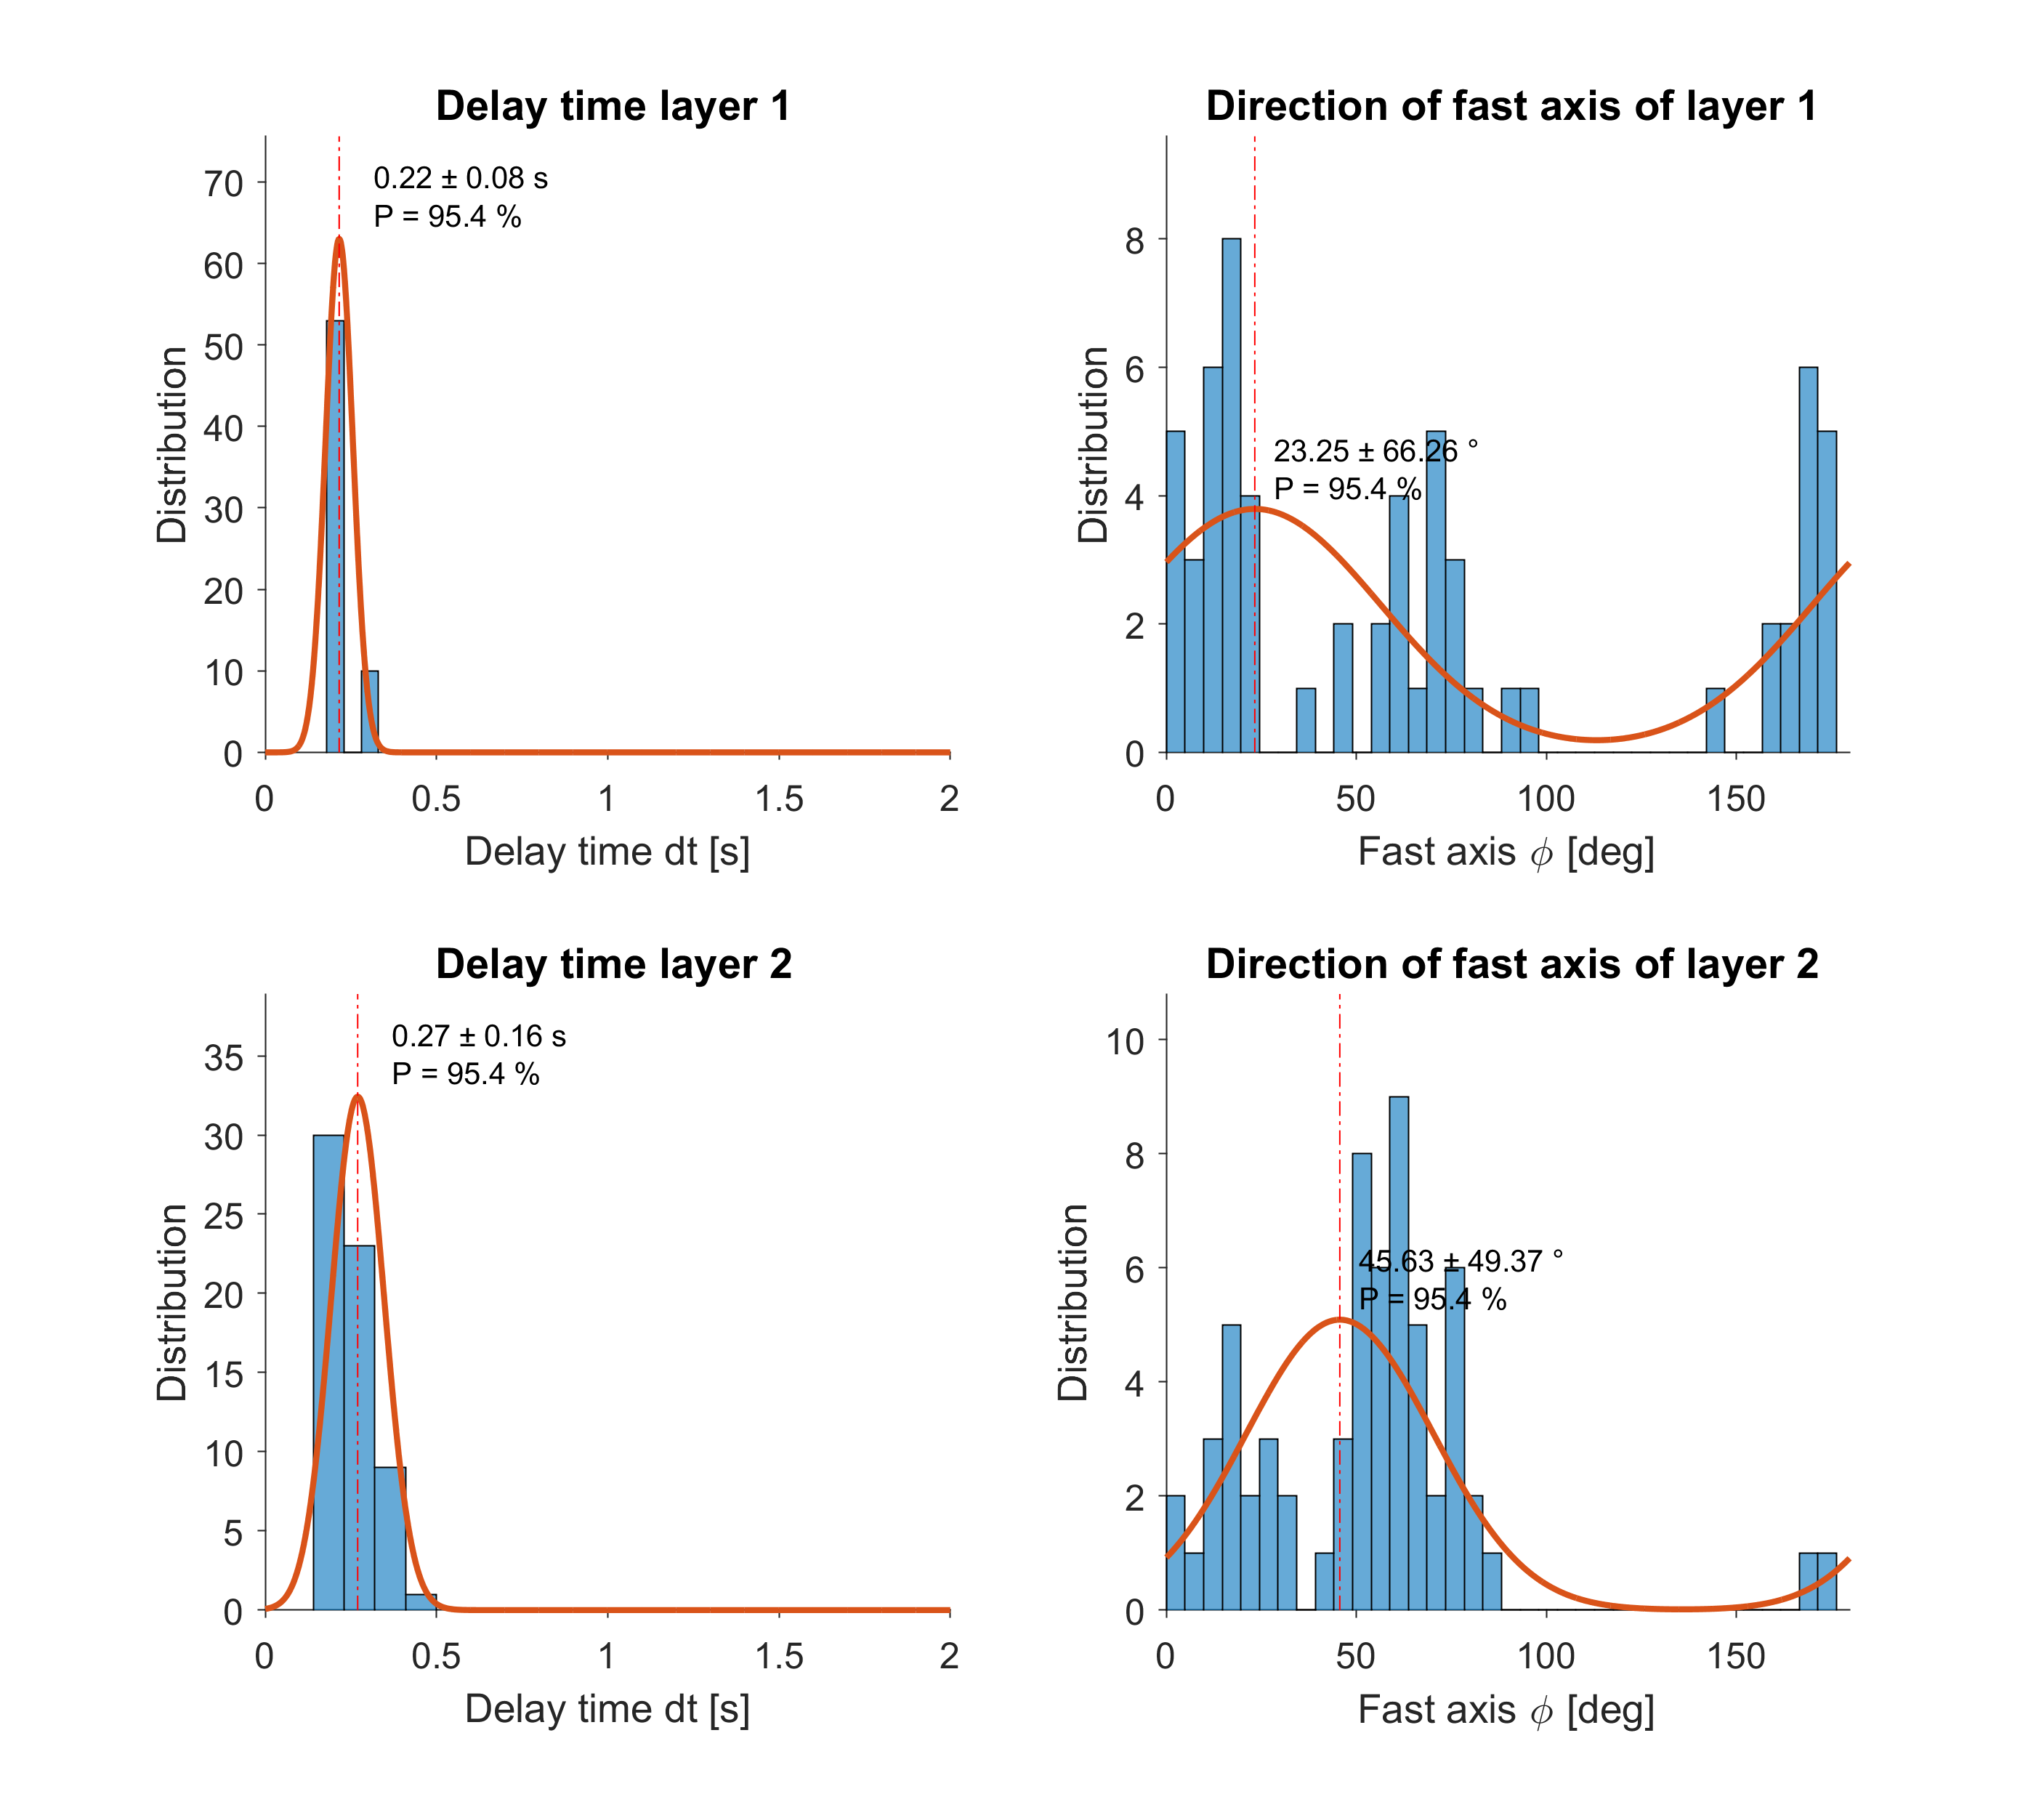 Delay time layer 1
0.22 ± 0.08 s
P = 95.4 %
70
60
50
40
30
20
10
0
Distribution
0 0.5 1 1.5 2
Delay time dt [s]
Direction of fast axis of layer 1
23.25 ± 66.26 °
P = 95.4 %
8
6
4
2
0
Distribution
0 50 100 150
Fast axis ϕ [deg]
Delay time layer 2
0.27 ± 0.16 s
P = 95.4 %
35
30
25
20
15
10
5
0
Distribution
0 0.5 1 1.5 2
Delay time dt [s]
Direction of fast axis of layer 2
45.63 ± 49.37 °
P = 95.4 %
10
8
6
4
2
0
Distribution
0 50 100 150
Fast axis ϕ [deg]